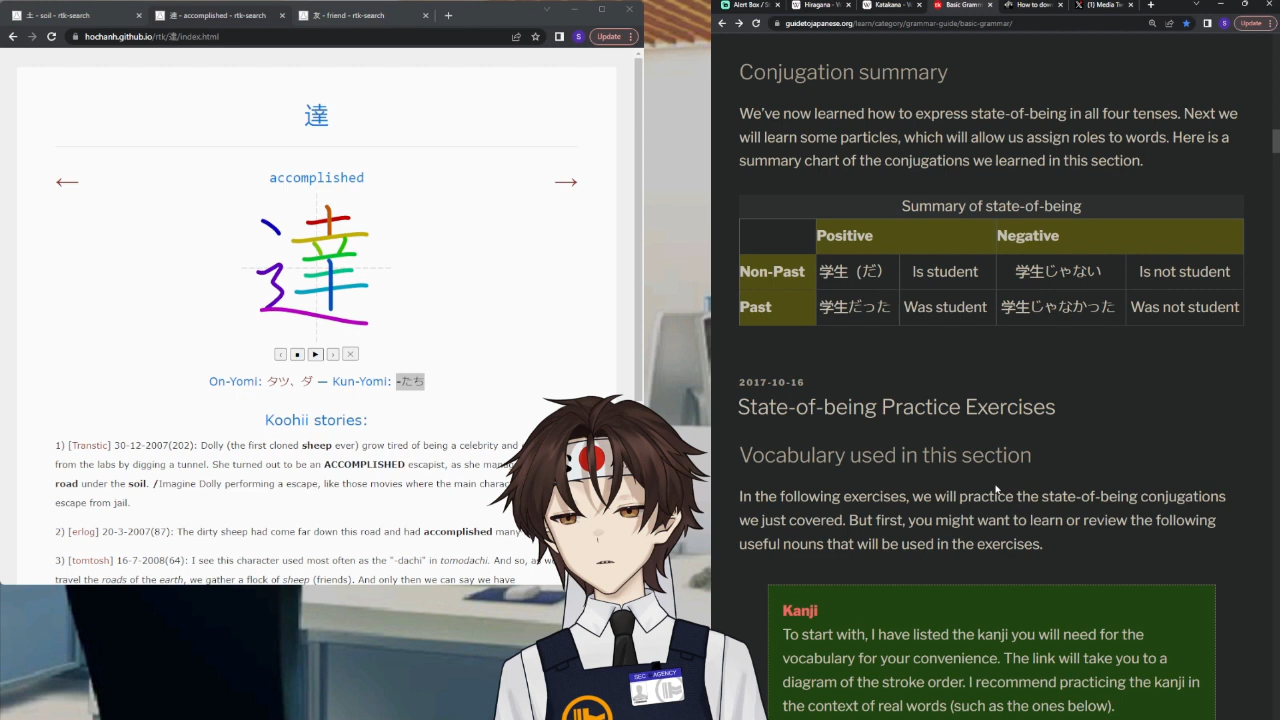 土 - soil - rtk-search
達 - accomplished - rtk-search
友 - friend - rtk-search
hochanh.github.io/rtk/達/index.html
Update
達
accomplished
On-Yomi: タツ、ダ — Kun-Yomi: -たち
Koohii stories:
1) [Transtic] 30-12-2007(202): Dolly (the first cloned sheep ever) grow tired of being a celebrity and
from the labs by digging a tunnel. She turned out to be an ACCOMPLISHED escapist, as she
road under the soil. /Imagine Dolly performing a escape, like those movies where the main
escape from jail.
2) [erlog] 20-3-2007(87): The dirty sheep had come far down this road and had accomplished many
3) [tomtosh] 16-7-2008(64): I see this character used most often as the "-dachi" in tomodachi. And so, as we
travel the roads of the earth, we gather a flock of sheep (friends). And only then we can say we have
SEC AGENCY
Alert Box / St
Hiragana - W
Katakana - W
Basic Gramm
How to down
(1) Media Tw
guidetojapanese.org/learn/category/grammar-guide/basic-grammar/
Update
Conjugation summary
We've now learned how to express state-of-being in all four tenses. Next we
will learn some particles, which will allow us assign roles to words. Here is a
summary chart of the conjugations we learned in this section.
Summary of state-of-being
Positive Negative
Non-Past 学生（だ） Is student 学生じゃない Is not student
Past 学生だった Was student 学生じゃなかった Was not student
2017-10-16
State-of-being Practice Exercises
Vocabulary used in this section
In the following exercises, we will practice the state-of-being conjugations
we just covered. But first, you might want to learn or review the following
useful nouns that will be used in the exercises.
Kanji
To start with, I have listed the kanji you will need for the
vocabulary for your convenience. The link will take you to a
diagram of the stroke order. I recommend practicing the kanji in
the context of real words (such as the ones below).